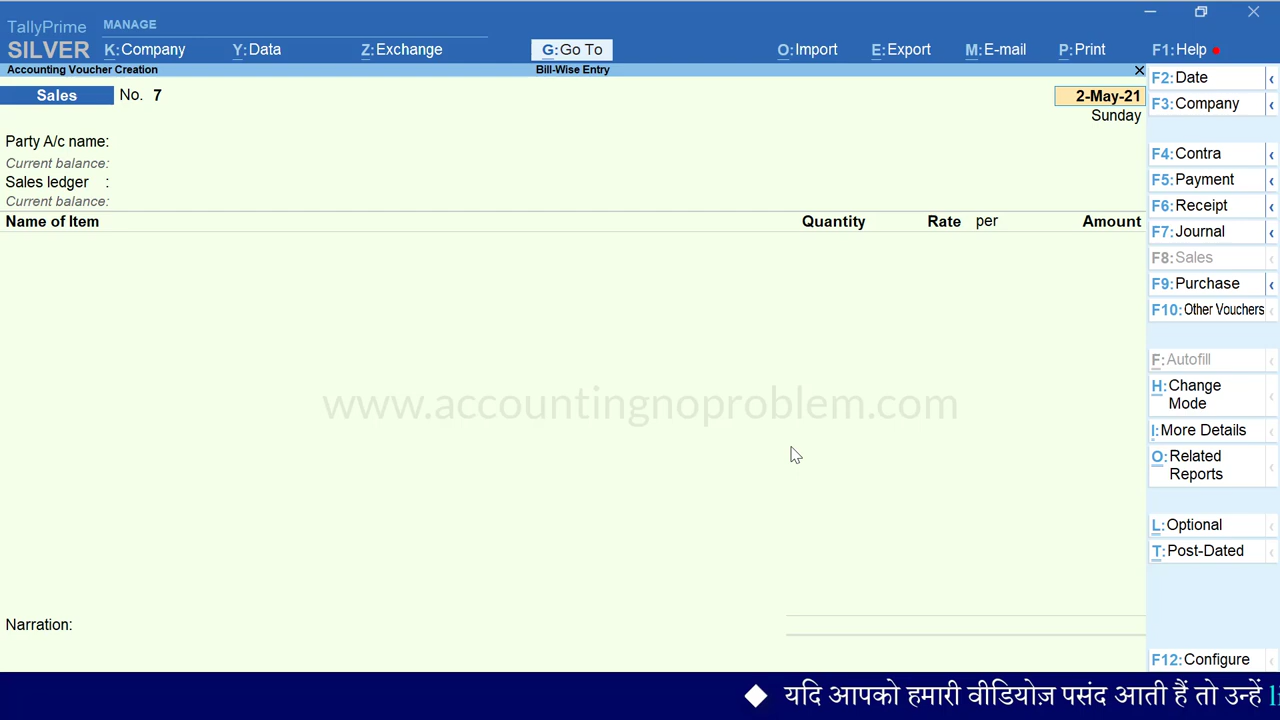 TallyPrime MANAGE
SILVER K:Company Y:Data Z:Exchange G:Go To O:Import E:Export M:E-mail P:Print F1:Help
Accounting Voucher Creation Bill-Wise Entry
Sales No. 7 2-May-21
Sunday
Party A/c name:
Current balance:
Sales ledger :
Current balance:
Name of Item Quantity Rate per Amount
www.accountingnoproblem.com
Narration:
F2:Date
F3:Company
F4:Contra
F5:Payment
F6:Receipt
F7:Journal
F8:Sales
F9:Purchase
F10:Other Vouchers
F:Autofill
H:Change
Mode
I:More Details
O:Related
Reports
L:Optional
T:Post-Dated
F12:Configure
यदि आपको हमारी वीडियोज़ पसंद आती हैं तो उन्हें